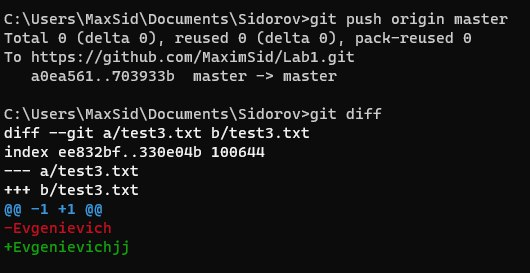 C:\Users\MaxSid\Documents\Sidorov>git push origin master
Total 0 (delta 0), reused 0 (delta 0), pack-reused 0
To https://github.com/MaximSid/Lab1.git
   a0ea561..703933b  master -> master
C:\Users\MaxSid\Documents\Sidorov>git diff
diff --git a/test3.txt b/test3.txt
index ee832bf..330e04b 100644
--- a/test3.txt
+++ b/test3.txt
@@ -1 +1 @@
-Evgenievich
+Evgenievichjj